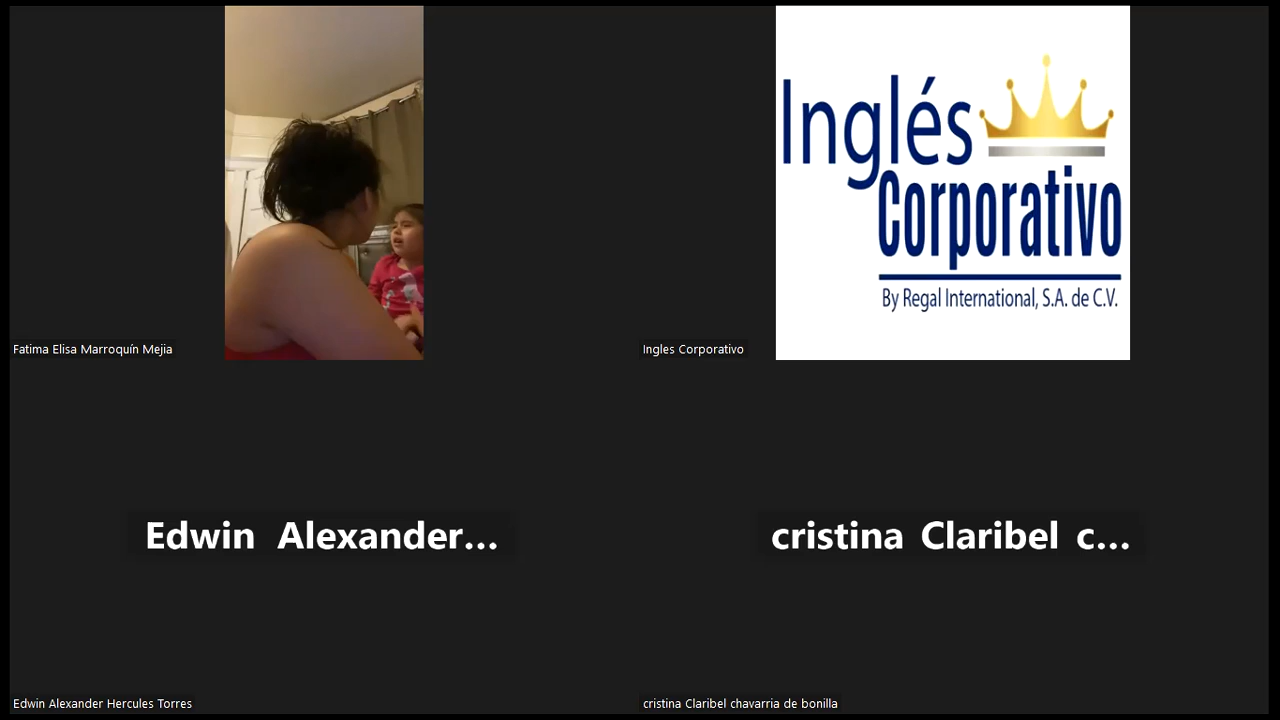 Inglés
Corporativo
By Regal International, S.A. de C.V.
Fatima Elisa Marroquín Mejia
Ingles Corporativo
Edwin Alexander...
cristina Claribel c...
Edwin Alexander Hercules Torres
cristina Claribel chavarria de bonilla